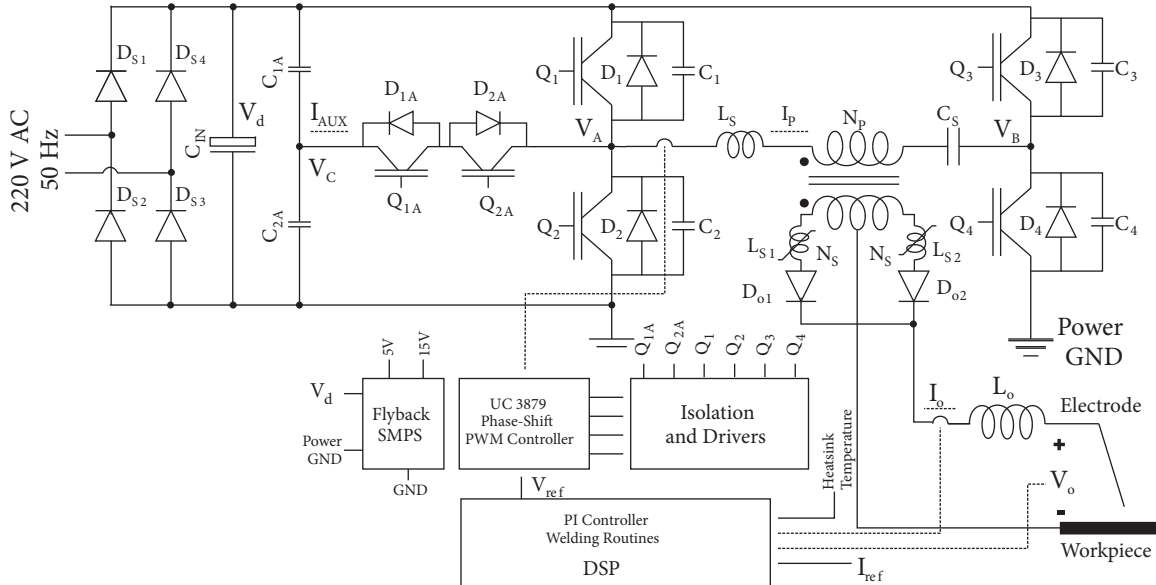 220 V AC
50 Hz
D_S1
D_S4
D_S2
D_S3
V_d
C_IN
C_1A
C_2A
I_AUX
V_C
D_1A
D_2A
Q_1A
Q_2A
Q_1
D_1
C_1
V_A
Q_2
D_2
C_2
L_S
I_P
N_P
C_S
V_B
Q_3
D_3
C_3
Q_4
D_4
C_4
L_S1
N_S
N_S
L_S2
D_o1
D_o2
Power
GND
5V
15V
V_d
Flyback
SMPS
Power
GND
GND
UC 3879
Phase-Shift
PWM Controller
Q_1A
Q_2A
Q_1
Q_2
Q_3
Q_4
Isolation
and Drivers
Heatsink
Temperature
I_o
L_o
Electrode
+
V_o
-
Workpiece
V_ref
PI Controller
Welding Routines
DSP
I_ref